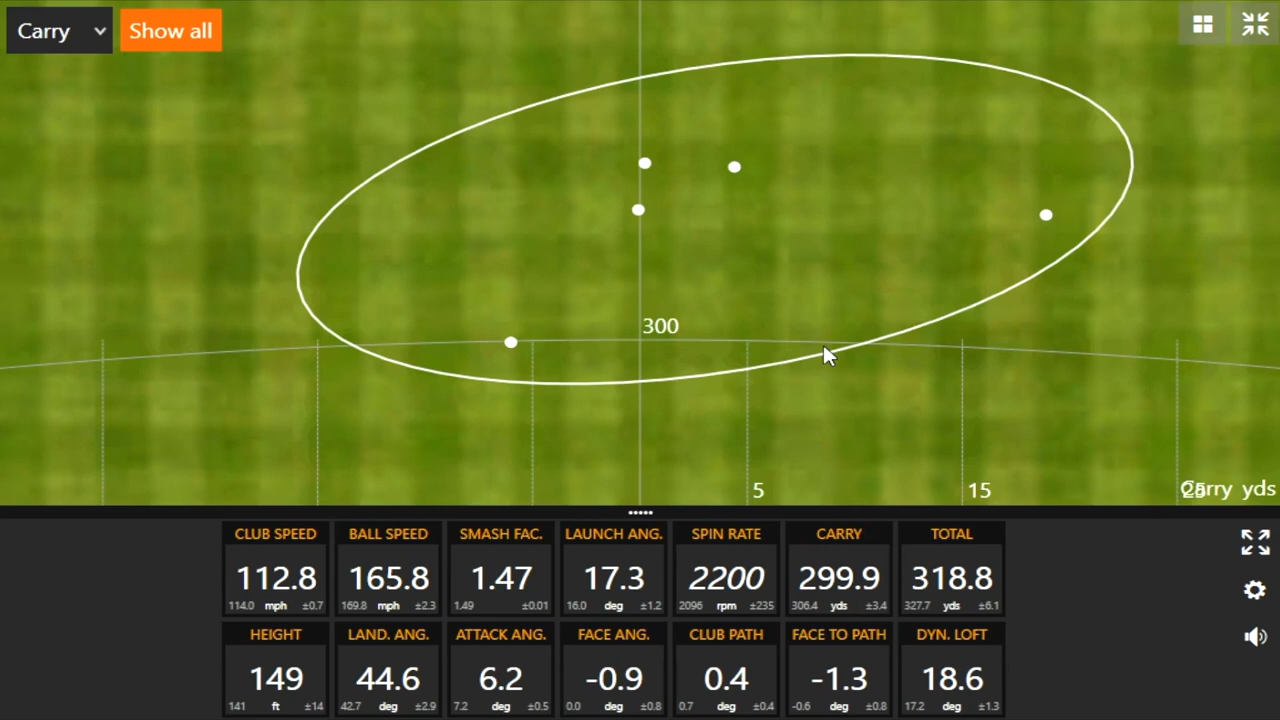 Carry Show all
300
5 15 25 Carry yds
CLUB SPEED BALL SPEED SMASH FAC. LAUNCH ANG. SPIN RATE CARRY TOTAL
112.8 165.8 1.47 17.3 2200 299.9 318.8
114.0 mph ±0.7 169.8 mph ±2.3 1.49 ±0.01 16.0 deg ±1.2 2096 rpm ±235 306.4 yds ±3.4 327.7 yds ±6.1
HEIGHT LAND. ANG. ATTACK ANG. FACE ANG. CLUB PATH FACE TO PATH DYN. LOFT
149 44.6 6.2 -0.9 0.4 -1.3 18.6
141 ft ±14 42.7 deg ±2.9 7.2 deg ±0.5 0.0 deg ±0.8 0.7 deg ±0.4 -0.6 deg ±0.8 17.2 deg ±1.3